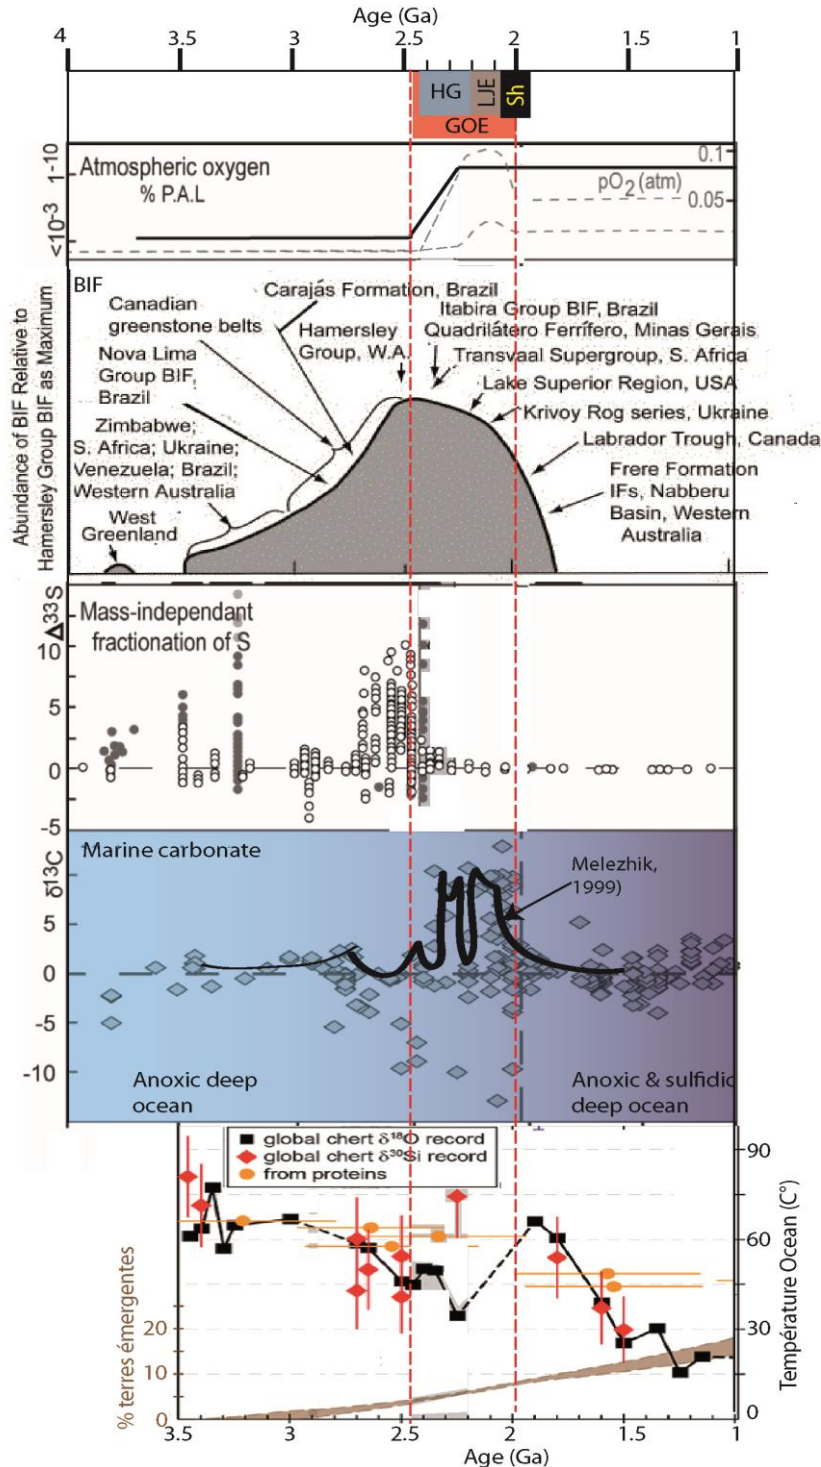 Age (Ga)
4 3.5 3 2.5 2 1.5 1
HG LJE Sh
GOE
Atmospheric oxygen
% P.A.L
1-10
<10⁻³
pO₂ (atm)
0.1
0.05
BIF
Abundance of BIF Relative to
Hamersley Group BIF as Maximum
Carajás Formation, Brazil
Canadian
greenstone belts
Itabira Group BIF, Brazil
Hamersley
Group, W.A.
Quadrilátero Ferrífero, Minas Gerais
Nova Lima
Group BIF,
Brazil
Transvaal Supergroup, S. Africa
Lake Superior Region, USA
Krivoy Rog series, Ukraine
Zimbabwe;
S. Africa; Ukraine;
Venezuela; Brazil;
Western Australia
Labrador Trough, Canada
Frere Formation
IFs, Nabberu
Basin, Western
Australia
West
Greenland
Δ³³S
Mass-independant
fractionation of S
10
5
0
-5
δ13C
Marine carbonate
Melezhik,
1999)
5
0
-5
-10
Anoxic deep
ocean
Anoxic & sulfidic
deep ocean
global chert δ¹⁸O record
global chert δ³⁰Si record
from proteins
90
60
30
0
Température Ocean (C°)
20
10
0
% terres émergentes
3.5 3 2.5 2 1.5 1
Age (Ga)